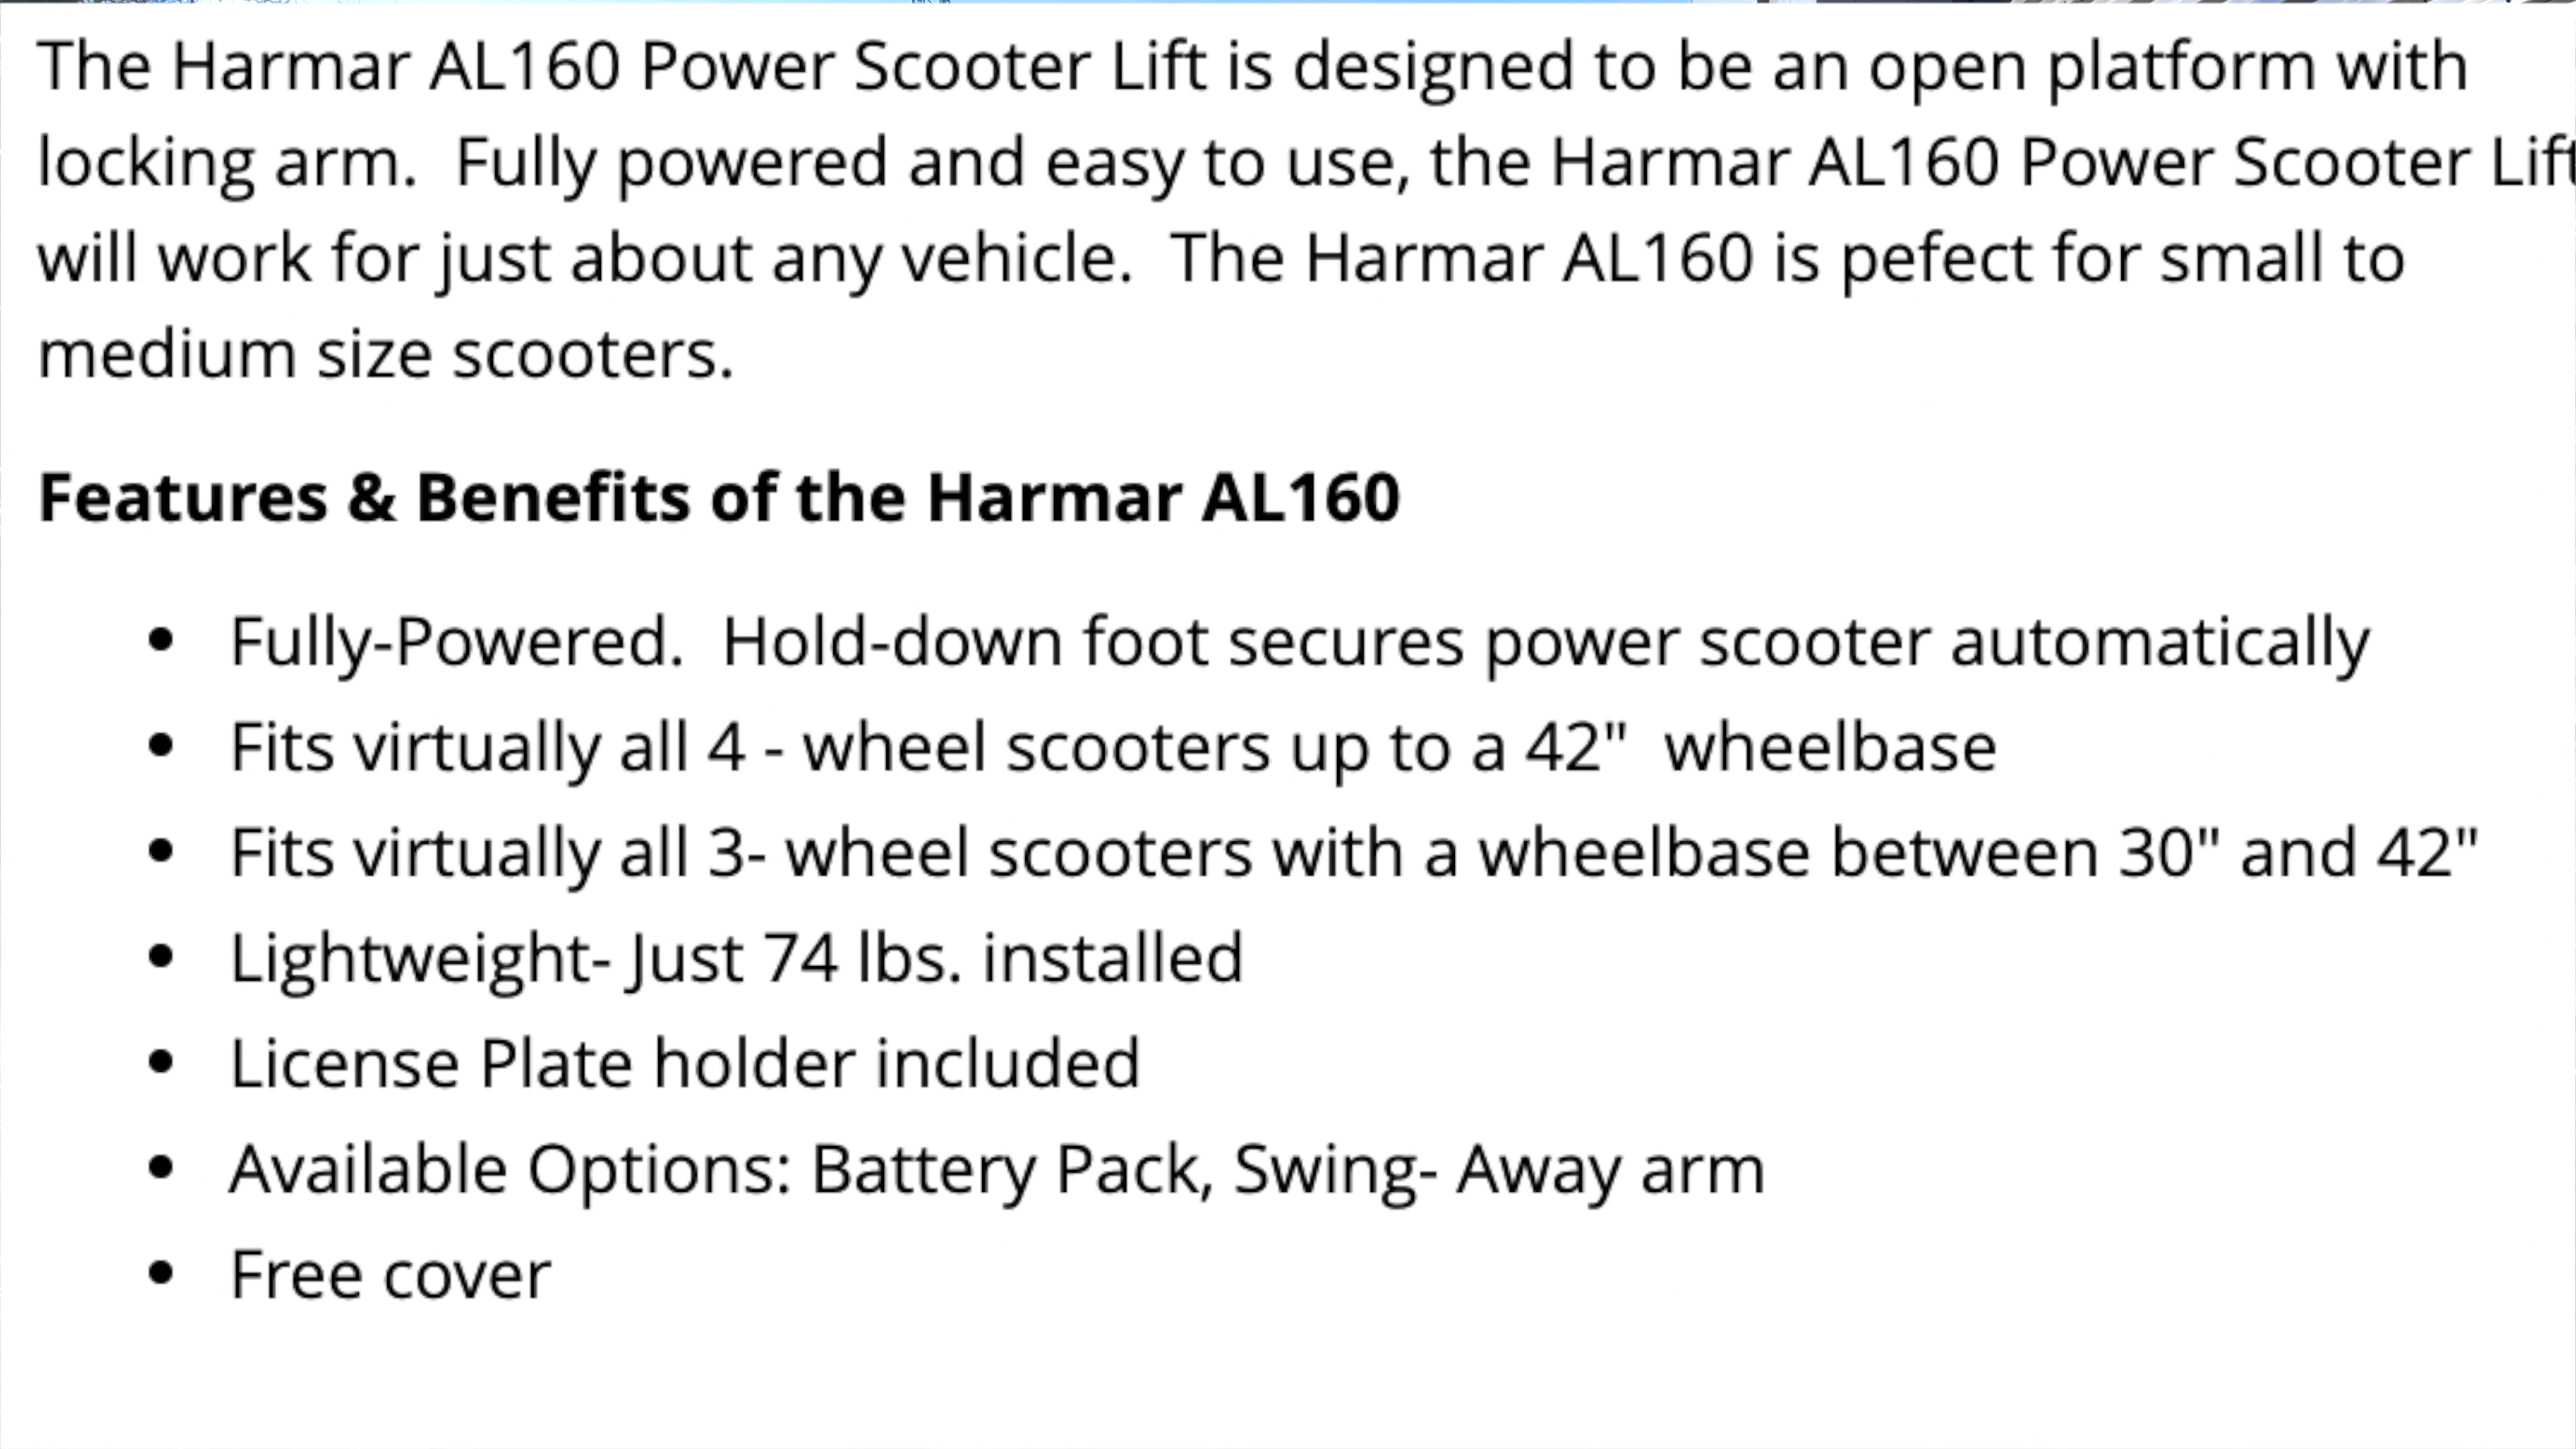 The Harmar AL160 Power Scooter Lift is designed to be an open platform with
locking arm.  Fully powered and easy to use, the Harmar AL160 Power Scooter Lift
will work for just about any vehicle.  The Harmar AL160 is pefect for small to
medium size scooters.
Features & Benefits of the Harmar AL160
• Fully-Powered.  Hold-down foot secures power scooter automatically
• Fits virtually all 4 - wheel scooters up to a 42"  wheelbase
• Fits virtually all 3- wheel scooters with a wheelbase between 30" and 42"
• Lightweight- Just 74 lbs. installed
• License Plate holder included
• Available Options: Battery Pack, Swing- Away arm
• Free cover